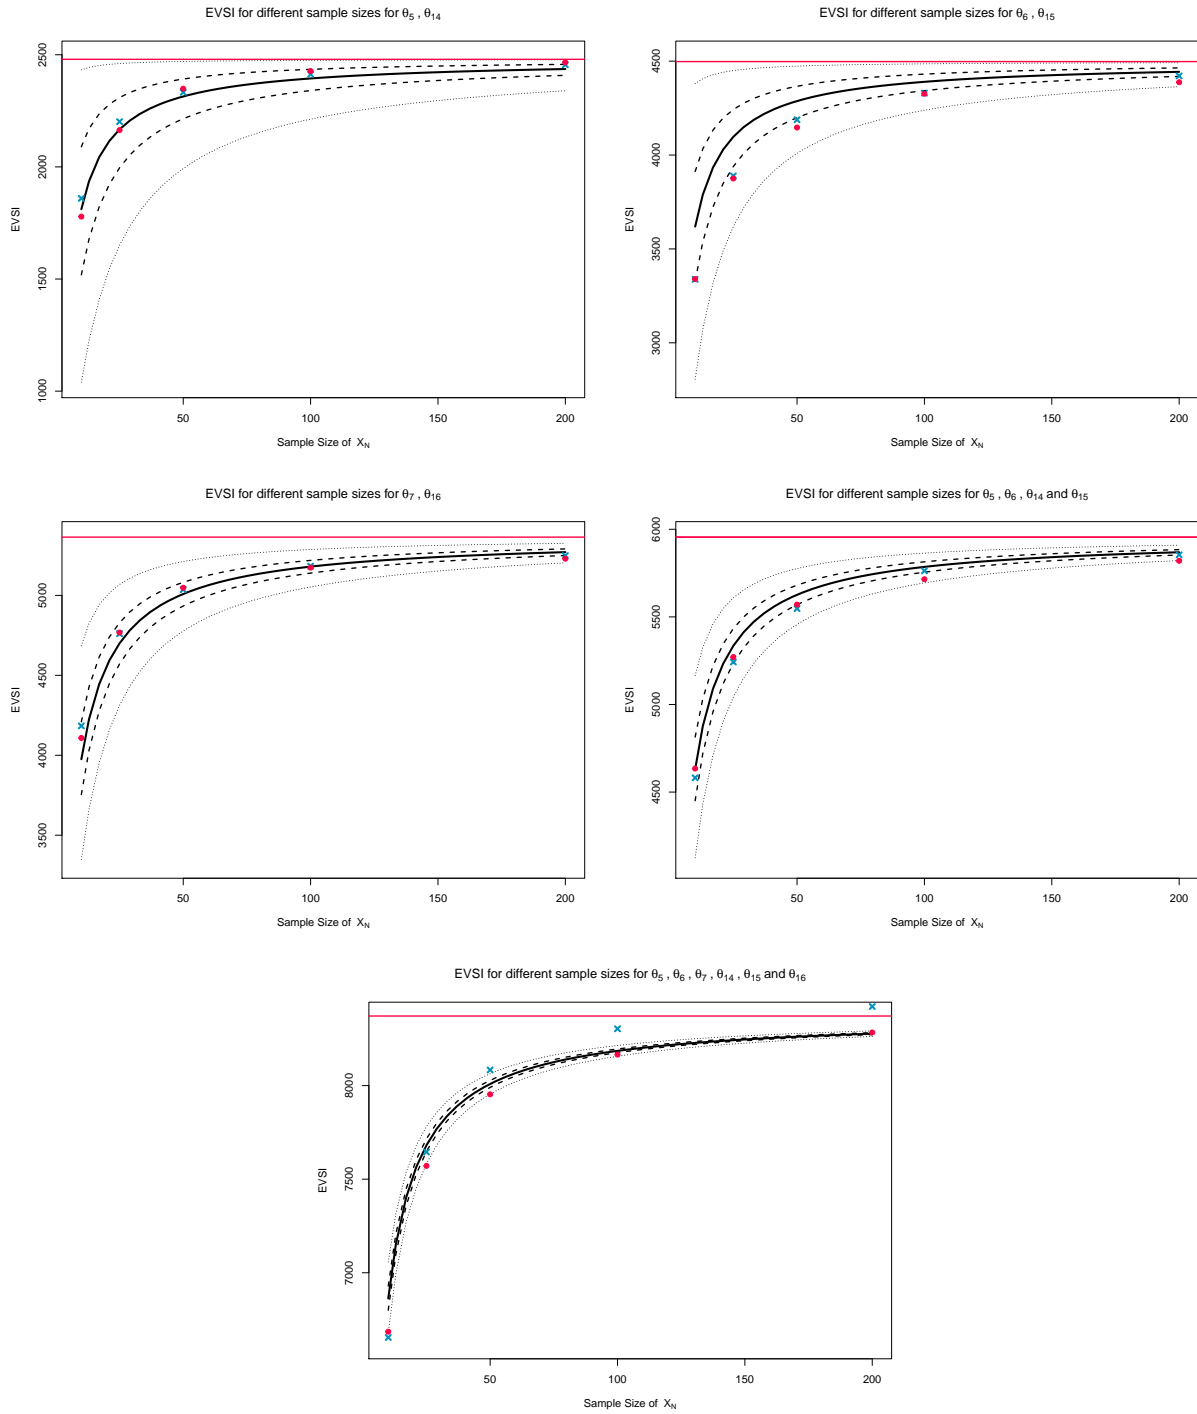 EVSI for different sample sizes for θ₅ , θ₁₄
EVSI
1000
1500
2000
2500
50
100
150
200
Sample Size of X_N
EVSI for different sample sizes for θ₆ , θ₁₅
EVSI
3000
3500
4000
4500
50
100
150
200
Sample Size of X_N
EVSI for different sample sizes for θ₇ , θ₁₆
EVSI
3500
4000
4500
5000
50
100
150
200
Sample Size of X_N
EVSI for different sample sizes for θ₅ , θ₆ , θ₁₄ and θ₁₅
EVSI
4500
5000
5500
6000
50
100
150
200
Sample Size of X_N
EVSI for different sample sizes for θ₅ , θ₆ , θ₇ , θ₁₄ , θ₁₅ and θ₁₆
EVSI
7000
7500
8000
50
100
150
200
Sample Size of X_N